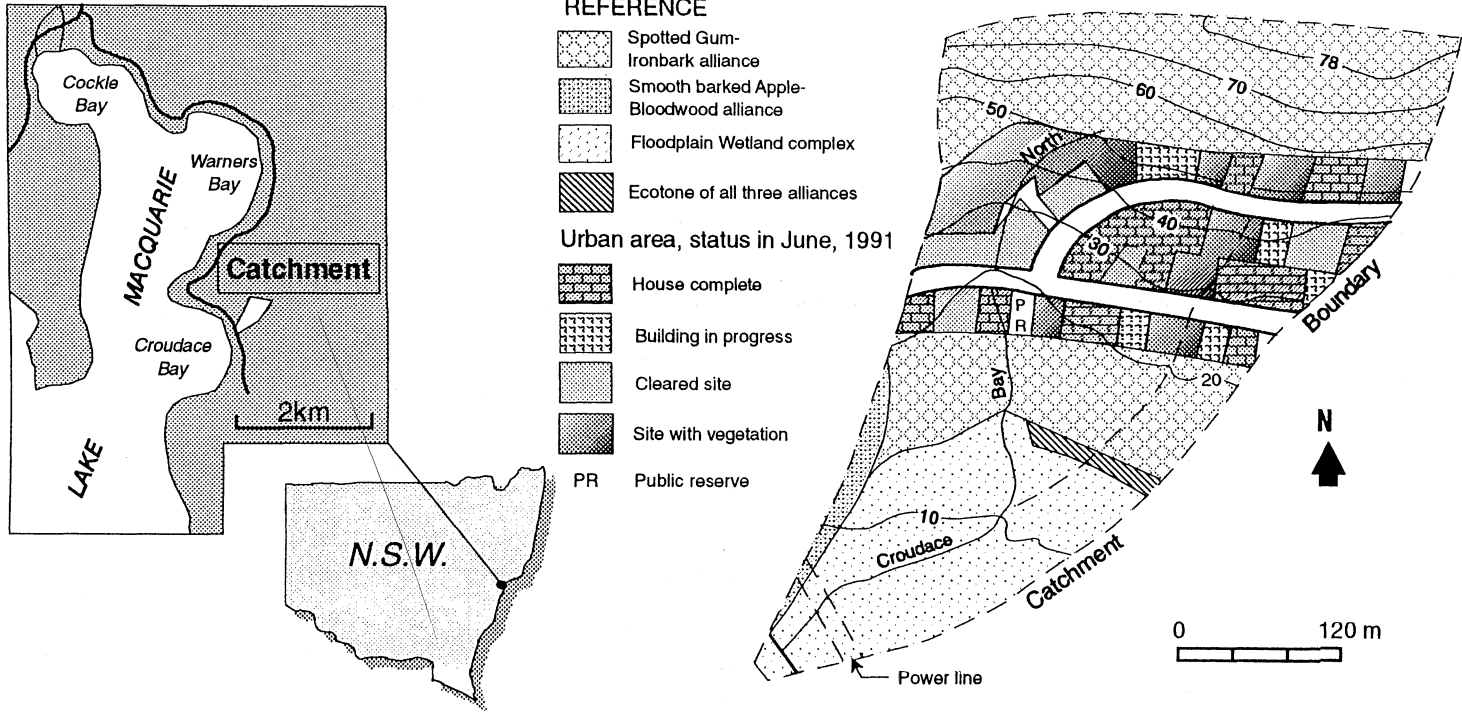 Cockle
Bay
Warners
Bay
MACQUARIE
Catchment
Croudace
Bay
2km
LAKE
N.S.W.
REFERENCE
Spotted Gum-
Ironbark alliance
Smooth barked Apple-
Bloodwood alliance
Floodplain Wetland complex
Ecotone of all three alliances
Urban area, status in June, 1991
House complete
Building in progress
Cleared site
Site with vegetation
PR Public reserve
78
70
60
50
North
40
30
P
R
Boundary
20
Bay
N
10
Croudace
Catchment
0 120 m
Power line